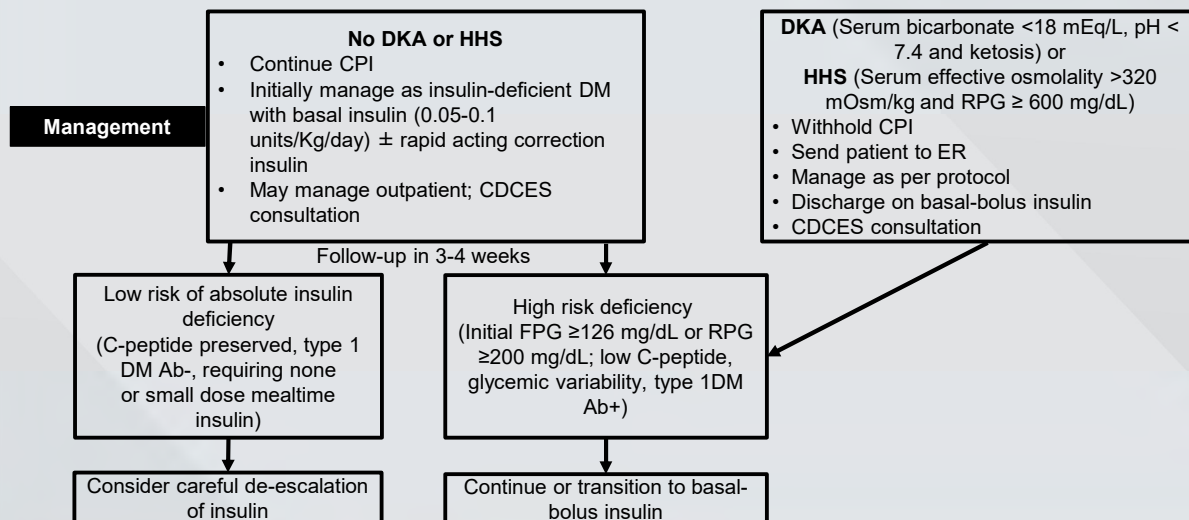 Management
No DKA or HHS
• Continue CPI
• Initially manage as insulin-deficient DM
with basal insulin (0.05-0.1
units/Kg/day) ± rapid acting correction
insulin
• May manage outpatient; CDCES
consultation
DKA (Serum bicarbonate <18 mEq/L, pH <
7.4 and ketosis) or
HHS (Serum effective osmolality >320
mOsm/kg and RPG ≥ 600 mg/dL)
• Withhold CPI
• Send patient to ER
• Manage as per protocol
• Discharge on basal-bolus insulin
• CDCES consultation
Follow-up in 3-4 weeks
Low risk of absolute insulin
deficiency
(C-peptide preserved, type 1
DM Ab-, requiring none
or small dose mealtime
insulin)
High risk deficiency
(Initial FPG ≥126 mg/dL or RPG
≥200 mg/dL; low C-peptide,
glycemic variability, type 1DM
Ab+)
Consider careful de-escalation
of insulin
Continue or transition to basal-
bolus insulin